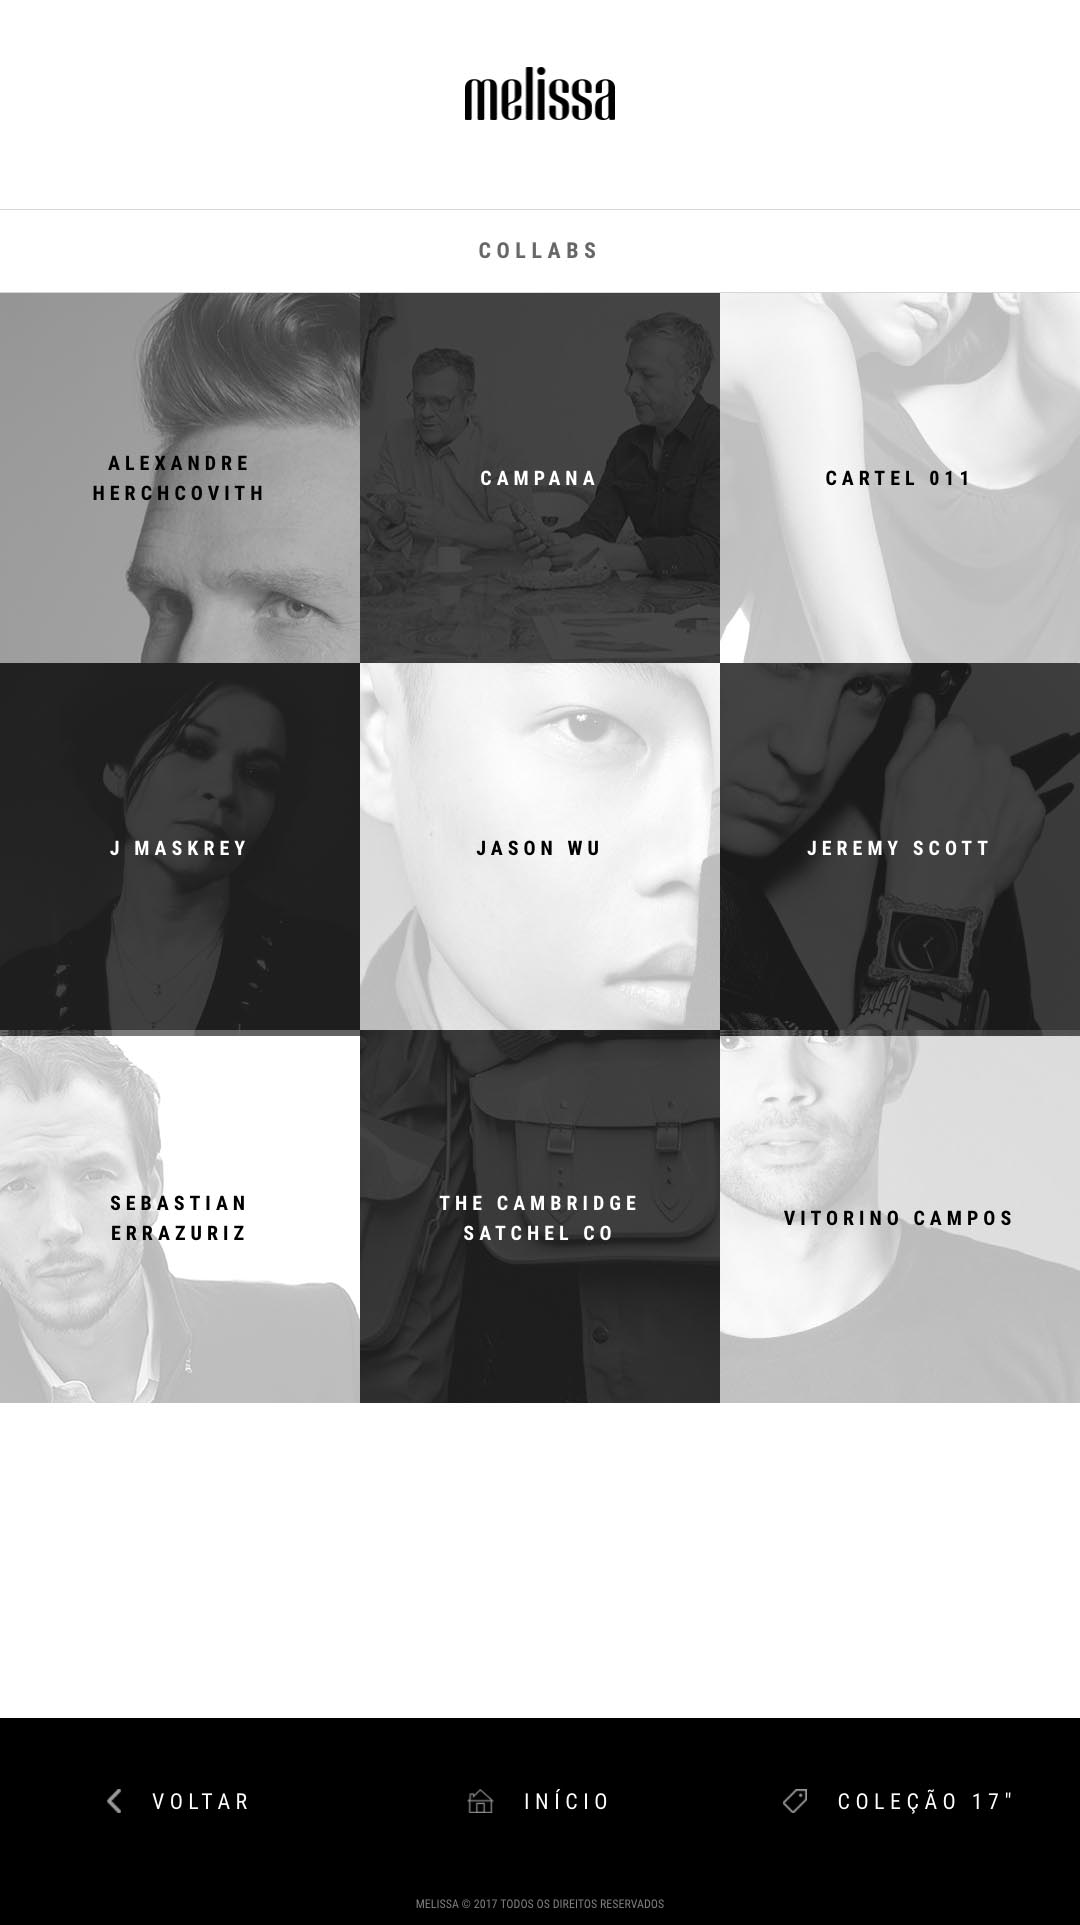 melissa
COLLABS
ALEXANDRE
HERCHCOVITH
CAMPANA
CARTEL 011
J MASKREY
JASON WU
JEREMY SCOTT
SEBASTIAN
ERRAZURIZ
THE CAMBRIDGE
SATCHEL CO
VITORINO CAMPOS
VOLTAR
INÍCIO
COLEÇÃO 17"
MELISSA © 2017 TODOS OS DIREITOS RESERVADOS